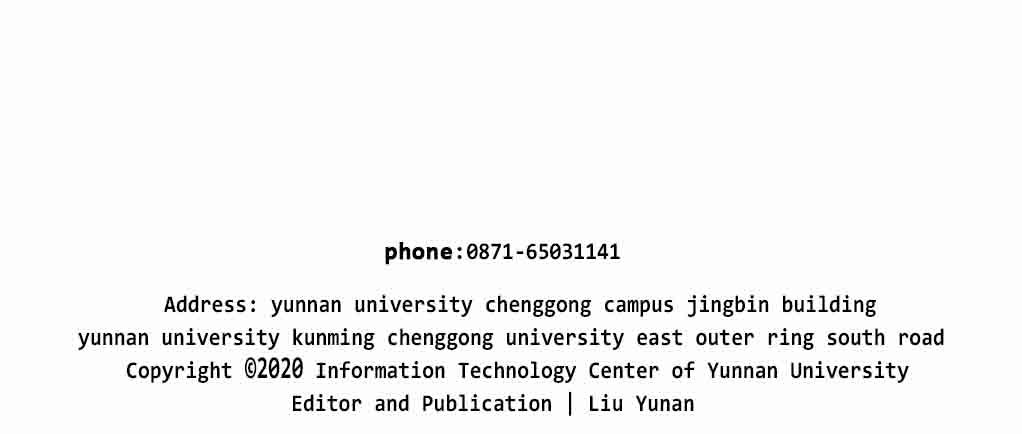 phone:0871-65031141
Address: yunnan university chenggong campus jingbin building
yunnan university kunming chenggong university east outer ring south road
Copyright ©2020 Information Technology Center of Yunnan University
Editor and Publication | Liu Yunan